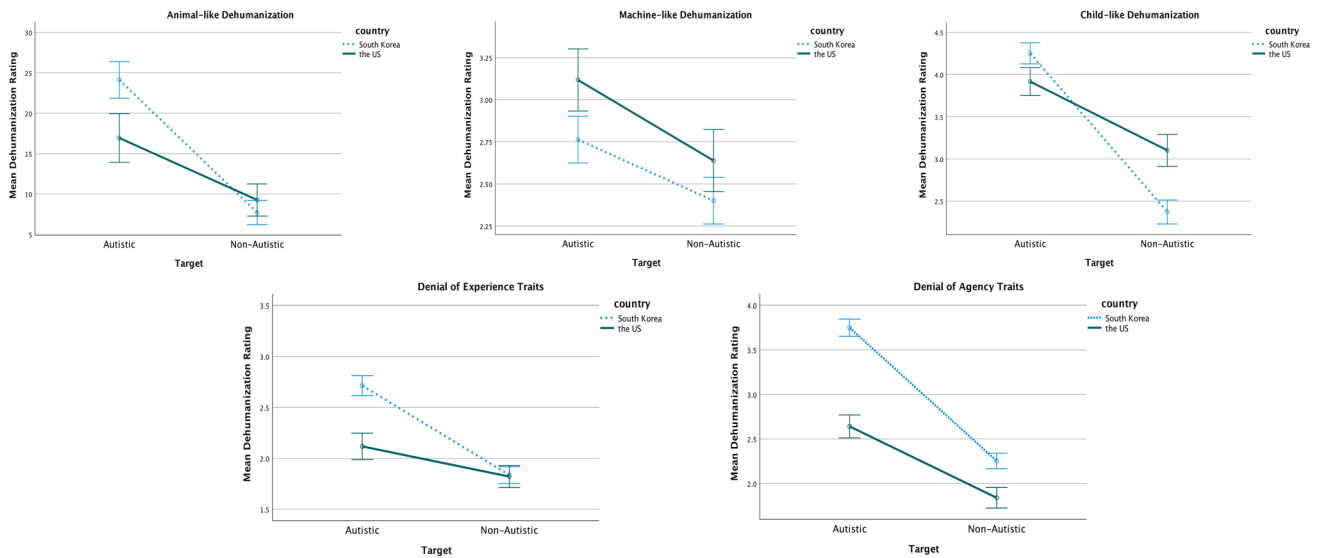 Animal-like Dehumanization
country
South Korea
the US
Mean Dehumanization Rating
30
25
20
15
10
5
Autistic
Non-Autistic
Target
Machine-like Dehumanization
country
South Korea
the US
Mean Dehumanization Rating
3.25
3.00
2.75
2.50
2.25
Autistic
Non-Autistic
Target
Child-like Dehumanization
country
South Korea
the US
Mean Dehumanization Rating
4.5
4.0
3.5
3.0
2.5
Autistic
Non-Autistic
Target
Denial of Experience Traits
country
South Korea
the US
Mean Dehumanization Rating
3.5
3.0
2.5
2.0
1.5
Autistic
Non-Autistic
Target
Denial of Agency Traits
country
South Korea
the US
Mean Dehumanization Rating
4.0
3.5
3.0
2.5
2.0
Autistic
Non-Autistic
Target